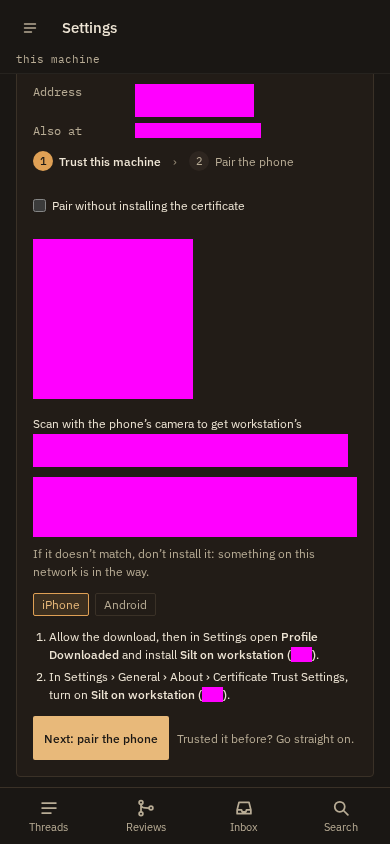 Settings
this machine
Address
Also at
1 Trust this machine › 2 Pair the phone
Pair without installing the certificate
Scan with the phone’s camera to get workstation’s
If it doesn’t match, don’t install it: something on this
network is in the way.
iPhone Android
1. Allow the download, then in Settings open Profile
Downloaded and install Silt on workstation ( ).
2. In Settings › General › About › Certificate Trust Settings,
turn on Silt on workstation ( ).
Next: pair the phone Trusted it before? Go straight on.
Threads Reviews Inbox Search